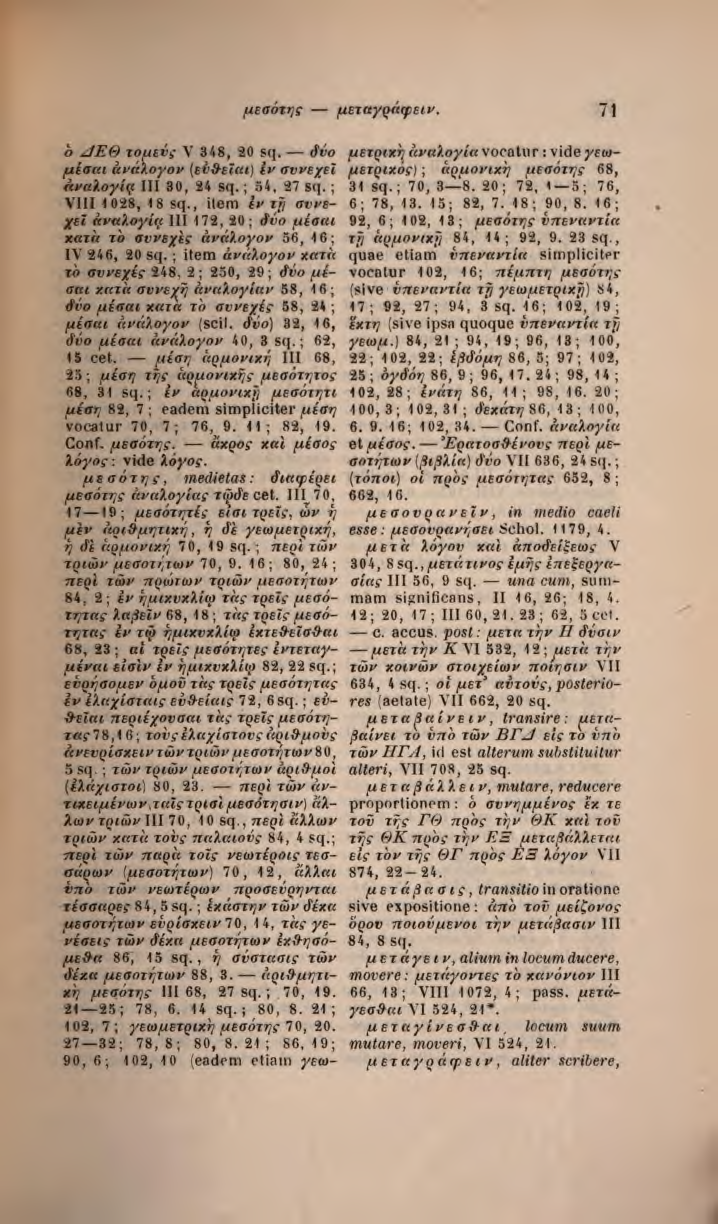 μεσότης — μεταγράφειν. 71
ὁ ΔΕΘ τομεύς V 348, 20 sq. — δύο
μέσαι ἀνάλογον (εὐθεῖαι) ἐν συνεχεῖ
ἀναλογίᾳ III 30, 24 sq.; 54, 27 sq.;
VIII 1028, 18 sq., item ἐν τῇ συνε-
χεῖ ἀναλογίᾳ III 172, 20; δύο μέσαι
κατὰ τὸ συνεχὲς ἀνάλογον 56, 16;
IV 246, 20 sq.; item ἀνάλογον κατὰ
τὸ συνεχές 248, 2; 250, 29; δύο μέ-
σαι κατὰ συνεχῆ ἀναλογίαν 58, 16;
δύο μέσαι κατὰ τὸ συνεχές 58, 24;
μέσαι ἀνάλογον (scil. δύο) 32, 16,
δύο μέσαι ἀνάλογον 40, 3 sq.; 62,
15 cet. — μέση ἁρμονική III 68,
25; μέση τῆς ἁρμονικῆς μεσότητος
68, 31 sq.; ἐν ἁρμονικῇ μεσότητι
μέση 82, 7; eadem simpliciter μέση
vocatur 70, 7; 76, 9. 11; 82, 19.
Conf. μεσότης. — ἄκρος καὶ μέσος
λόγος: vide λόγος.
μεσότης, medietas: διαφέρει
μεσότης ἀναλογίας τῷδε cet. III 70,
17—19; μεσότητές εἰσι τρεῖς, ὧν ἡ
μὲν ἀριθμητική, ἡ δὲ γεωμετρική,
ἡ δὲ ἁρμονική 70, 19 sq.; περὶ τῶν
τριῶν μεσοτήτων 70, 9. 16; 80, 24;
περὶ τῶν πρώτων τριῶν μεσοτήτων
84, 2; ἐν ἡμικυκλίῳ τὰς τρεῖς μεσό-
τητας λαβεῖν 68, 18; τὰς τρεῖς μεσό-
τητας ἐν τῷ ἡμικυκλίῳ ἐκτεθεῖσθαι
68, 23; αἱ τρεῖς μεσότητες ἐντεταγ-
μέναι εἰσὶν ἐν ἡμικυκλίῳ 82, 22 sq.;
εὑρήσομεν ὁμοῦ τὰς τρεῖς μεσότητας
ἐν ἐλαχίσταις εὐθείαις 72, 6 sq.; εὐ-
θεῖαι περιέχουσαι τὰς τρεῖς μεσότη-
τας 78, 16; τοὺς ἐλαχίστους ἀριθμοὺς
ἀνευρίσκειν τῶν τριῶν μεσοτήτων 80,
5 sq.; τῶν τριῶν μεσοτήτων ἀριθμοὶ
(ἐλάχιστοι) 80, 23. — περὶ τῶν ἀν-
τικειμένων (ταῖς τρισὶ μεσότησιν) ἄλ-
λων τριῶν III 70, 10 sq., περὶ ἄλλων
τριῶν κατὰ τοὺς παλαιούς 84, 4 sq.;
περὶ τῶν παρὰ τοῖς νεωτέροις τεσ-
σάρων (μεσοτήτων) 70, 12, ἄλλαι
ὑπὸ τῶν νεωτέρων προσεύρηνται
τέσσαρες 84, 5 sq.; ἑκάστην τῶν δέκα
μεσοτήτων εὑρίσκειν 70, 14, τὰς γε-
νέσεις τῶν δέκα μεσοτήτων ἐκθησό-
μεθα 86, 15 sq., ἡ σύστασις τῶν
δέκα μεσοτήτων 88, 3. — ἀριθμητι-
κὴ μεσότης III 68, 27 sq.; 70, 19.
21—25; 78, 6. 14 sq.; 80, 8. 21;
102, 7; γεωμετρικὴ μεσότης 70, 20.
27—32; 78, 8; 80, 8. 21; 86, 19;
90, 6; 102, 10 (eadem etiam γεω-
μετρικὴ ἀναλογία vocatur: vide γεω-
μετρικός); ἁρμονικὴ μεσότης 68,
31 sq.; 70, 3—8. 20; 72, 1—5; 76,
6; 78, 13. 15; 82, 7. 18; 90, 8. 16;
92, 6; 102, 13; μεσότης ὑπεναντία
τῇ ἁρμονικῇ 84, 14; 92, 9. 23 sq.,
quae etiam ὑπεναντία simpliciter
vocatur 102, 16; πέμπτη μεσότης
(sive ὑπεναντία τῇ γεωμετρικῇ) 84,
17; 92, 27; 94, 3 sq. 16; 102, 19;
ἕκτη (sive ipsa quoque ὑπεναντία τῇ
γεωμ.) 84, 21; 94, 19; 96, 13; 100,
22; 102, 22; ἑβδόμη 86, 5; 97; 102,
25; ὀγδόη 86, 9; 96, 17. 24; 98, 14;
102, 28; ἐνάτη 86, 11; 98, 16. 20;
100, 3; 102, 31; δεκάτη 86, 13; 100,
6. 9. 16; 102, 34. — Conf. ἀναλογία
et μέσος. — Ἐρατοσθένους περὶ με-
σοτήτων (βιβλία) δύο VII 636, 24 sq.;
(τόποι) οἱ πρὸς μεσότητας 652, 8;
662, 16.
μεσουρανεῖν, in medio caeli
esse: μεσουρανήσει Schol. 1179, 4.
μετὰ λόγου καὶ ἀποδείξεως V
304, 8 sq., μετά τινος ἐμῆς ἐπεξεργα-
σίας III 56, 9 sq. — una cum, sum-
mam significans, II 16, 26; 18, 4.
12; 20, 17; III 60, 21. 23; 62, 5 cet.
— c. accus. post: μετὰ τὴν Η δύσιν
— μετὰ τὴν Κ VI 532, 12; μετὰ τὴν
τῶν κοινῶν στοιχείων ποίησιν VII
634, 4 sq.; οἱ μετ᾽ αὐτούς, posterio-
res (aetate) VII 662, 20 sq.
μεταβαίνειν, transire: μετα-
βαίνει τὸ ὑπὸ τῶν ΒΓΔ εἰς τὸ ὑπὸ
τῶν ΗΓΔ, id est alterum substituitur
alteri, VII 708, 25 sq.
μεταβάλλειν, mutare, reducere
proportionem: ὁ συνημμένος ἔκ τε
τοῦ τῆς ΓΘ πρὸς τὴν ΘΚ καὶ τοῦ
τῆς ΘΚ πρὸς τὴν ΕΞ μεταβάλλεται
εἰς τὸν τῆς ΘΓ πρὸς ΕΞ λόγον VII
874, 22—24.
μετάβασις, transitio in oratione
sive expositione: ἀπὸ τοῦ μείζονος
ὅρου ποιούμενοι τὴν μετάβασιν III
84, 8 sq.
μετάγειν, alium in locum ducere,
movere: μετάγοντες τὸ κανόνιον III
66, 13; VIII 1072, 4; pass. μετά-
γεσθαι VI 524, 21*.
μεταγίνεσθαι, locum suum
mutare, moveri, VI 524, 21.
μεταγράφειν, aliter scribere,